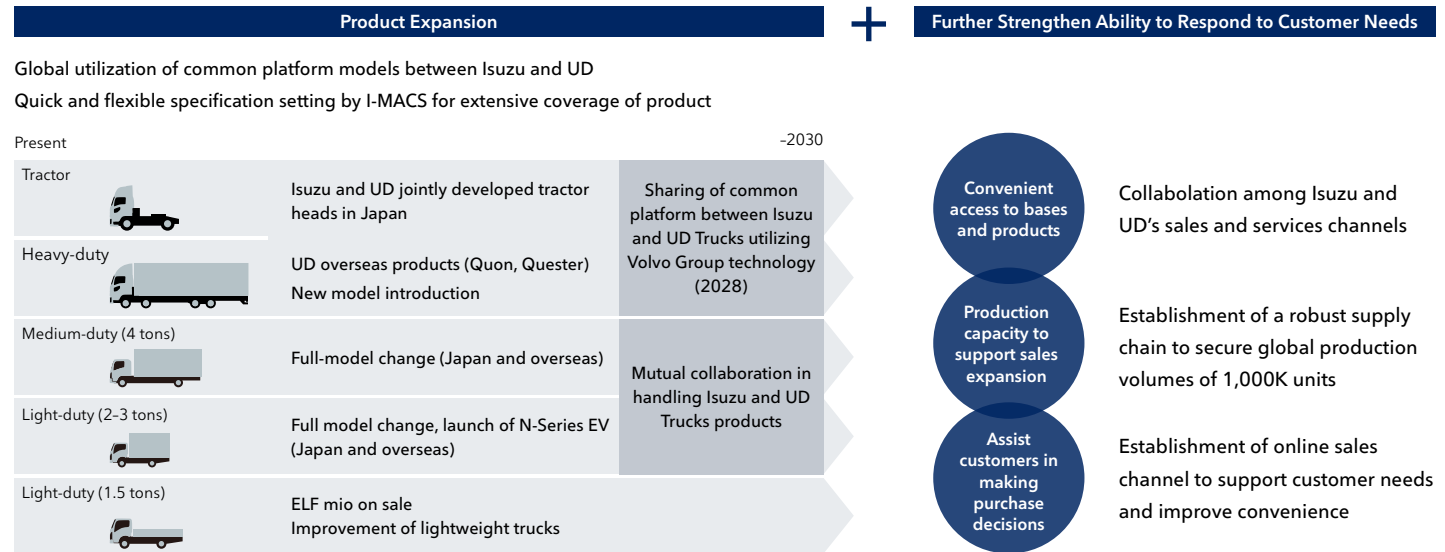 Product Expansion
+
Further Strengthen Ability to Respond to Customer Needs
Global utilization of common platform models between Isuzu and UD
Quick and flexible specification setting by I-MACS for extensive coverage of product
Present
–2030
Tractor
Isuzu and UD jointly developed tractor
heads in Japan
Heavy-duty
UD overseas products (Quon, Quester)
New model introduction
Sharing of common
platform between Isuzu
and UD Trucks utilizing
Volvo Group technology
(2028)
Medium-duty (4 tons)
Full-model change (Japan and overseas)
Light-duty (2–3 tons)
Full model change, launch of N-Series EV
(Japan and overseas)
Mutual collaboration in
handling Isuzu and UD
Trucks products
Light-duty (1.5 tons)
ELF mio on sale
Improvement of lightweight trucks
Convenient
access to bases
and products
Collabolation among Isuzu and
UD's sales and services channels
Production
capacity to
support sales
expansion
Establishment of a robust supply
chain to secure global production
volumes of 1,000K units
Assist
customers in
making
purchase
decisions
Establishment of online sales
channel to support customer needs
and improve convenience